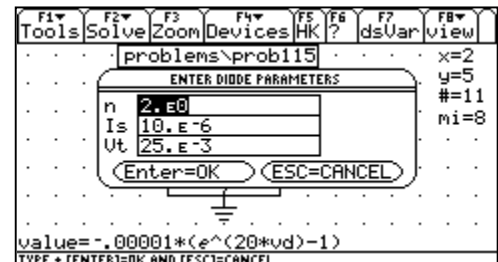 F1▼ F2▼ F3 F4▼ F5 F6 F7 F8▼
Tools Solve Zoom Devices HK ? dsVar view
problems\prob115
x=2
y=5
#=11
mi=8
ENTER DIODE PARAMETERS
n 2.E0
Is 10.E-6
Vt 25.E-3
Enter=OK ESC=CANCEL
value=-.00001*(e^(20*vd)-1)
TYPE + [ENTER]=OK AND [ESC]=CANCEL